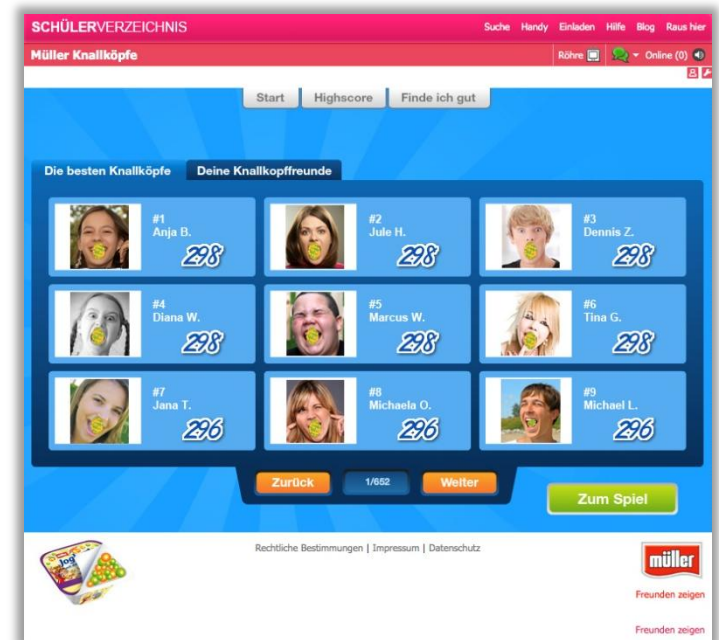 SCHÜLERVERZEICHNIS
Suche Handy Einladen Hilfe Blog Raus hier
Müller Knallköpfe
Röhre Online (0)
Start Highscore Finde ich gut
Die besten Knallköpfe Deine Knallkopffreunde
#1
Anja B.
298
#2
Jule H.
298
#3
Dennis Z.
298
#4
Diana W.
298
#5
Marcus W.
298
#6
Tina G.
298
#7
Jana T.
296
#8
Michaela O.
296
#9
Michael L.
296
Zurück 1/652 Weiter
Zum Spiel
Rechtliche Bestimmungen | Impressum | Datenschutz
müller
Freunden zeigen
Freunden zeigen